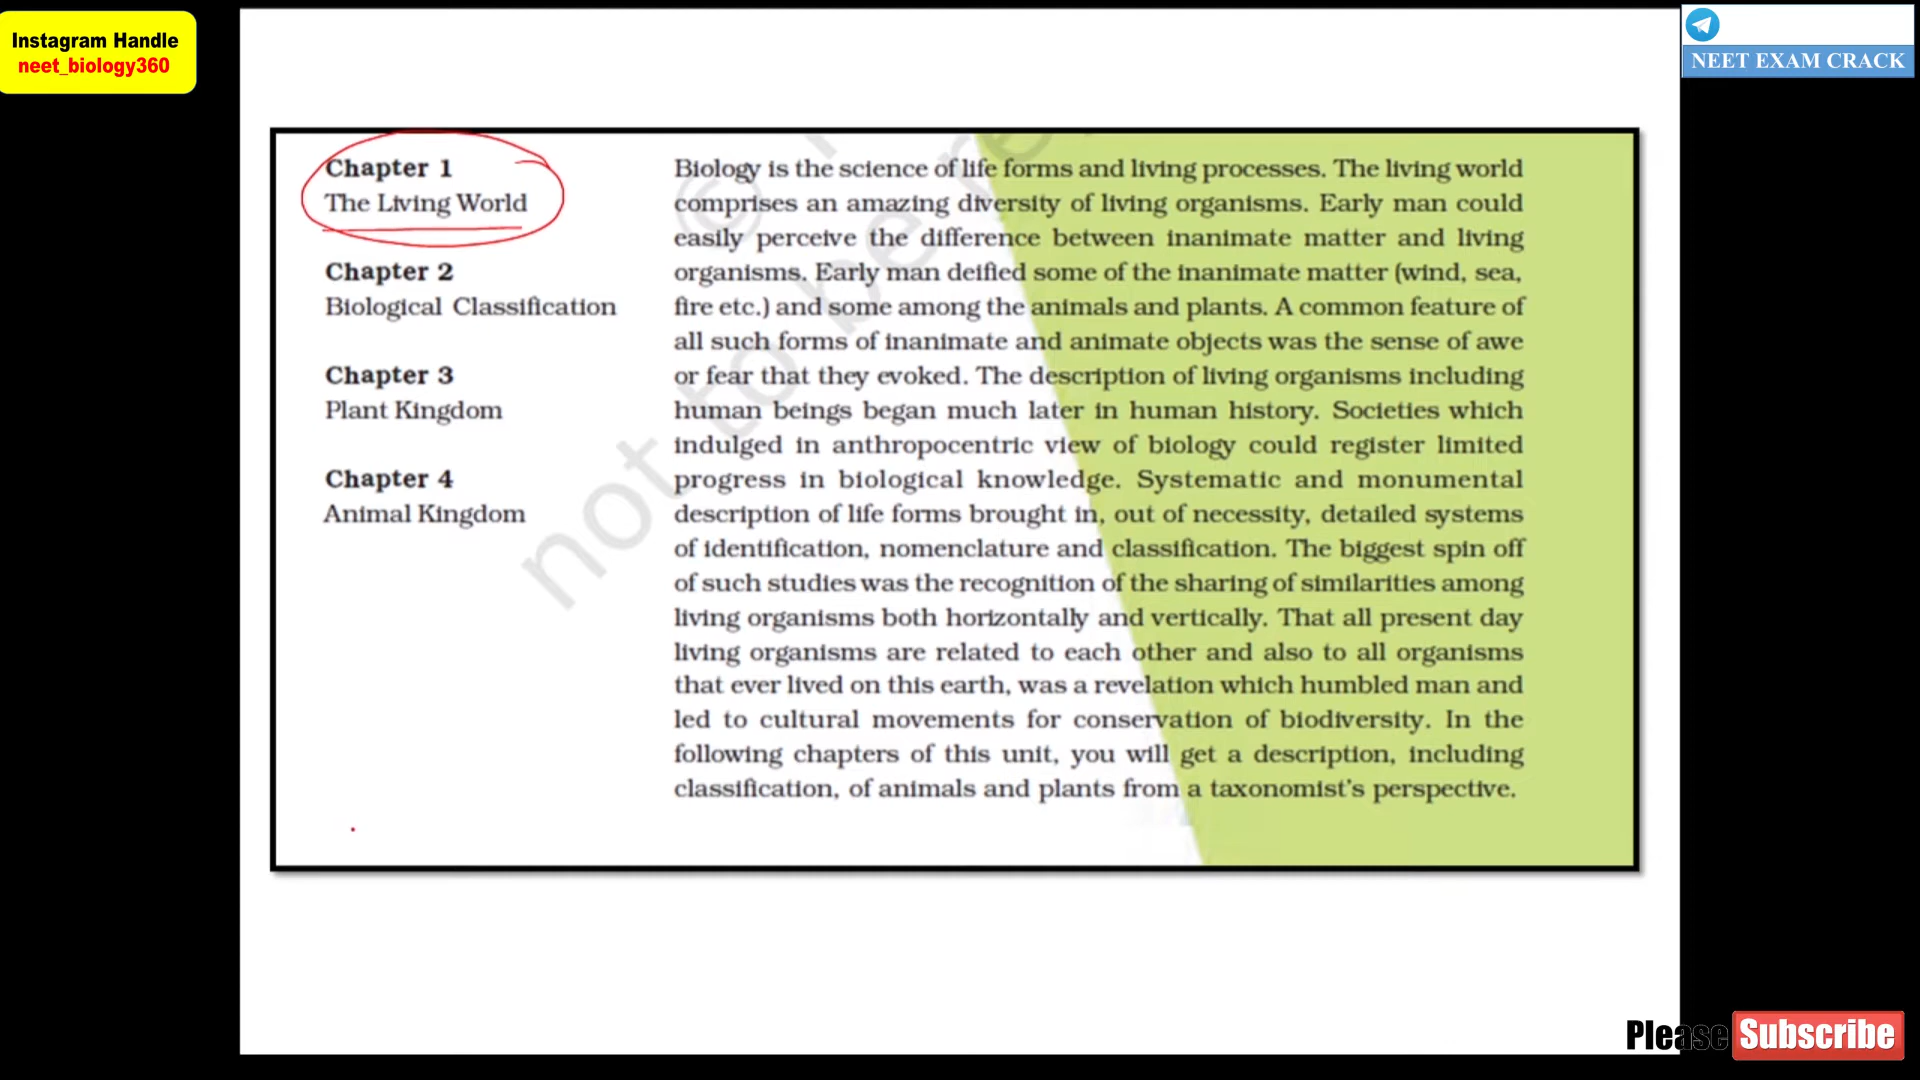 Instagram Handle
neet_biology360
NEET EXAM CRACK
Chapter 1
The Living World
Chapter 2
Biological Classification
Chapter 3
Plant Kingdom
Chapter 4
Animal Kingdom
Biology is the science of life forms and living processes. The living world
comprises an amazing diversity of living organisms. Early man could
easily perceive the difference between inanimate matter and living
organisms. Early man deified some of the inanimate matter (wind, sea,
fire etc.) and some among the animals and plants. A common feature of
all such forms of inanimate and animate objects was the sense of awe
or fear that they evoked. The description of living organisms including
human beings began much later in human history. Societies which
indulged in anthropocentric view of biology could register limited
progress in biological knowledge. Systematic and monumental
description of life forms brought in, out of necessity, detailed systems
of identification, nomenclature and classification. The biggest spin off
of such studies was the recognition of the sharing of similarities among
living organisms both horizontally and vertically. That all present day
living organisms are related to each other and also to all organisms
that ever lived on this earth, was a revelation which humbled man and
led to cultural movements for conservation of biodiversity. In the
following chapters of this unit, you will get a description, including
classification, of animals and plants from a taxonomist's perspective.
©
not to be re
Please Subscribe